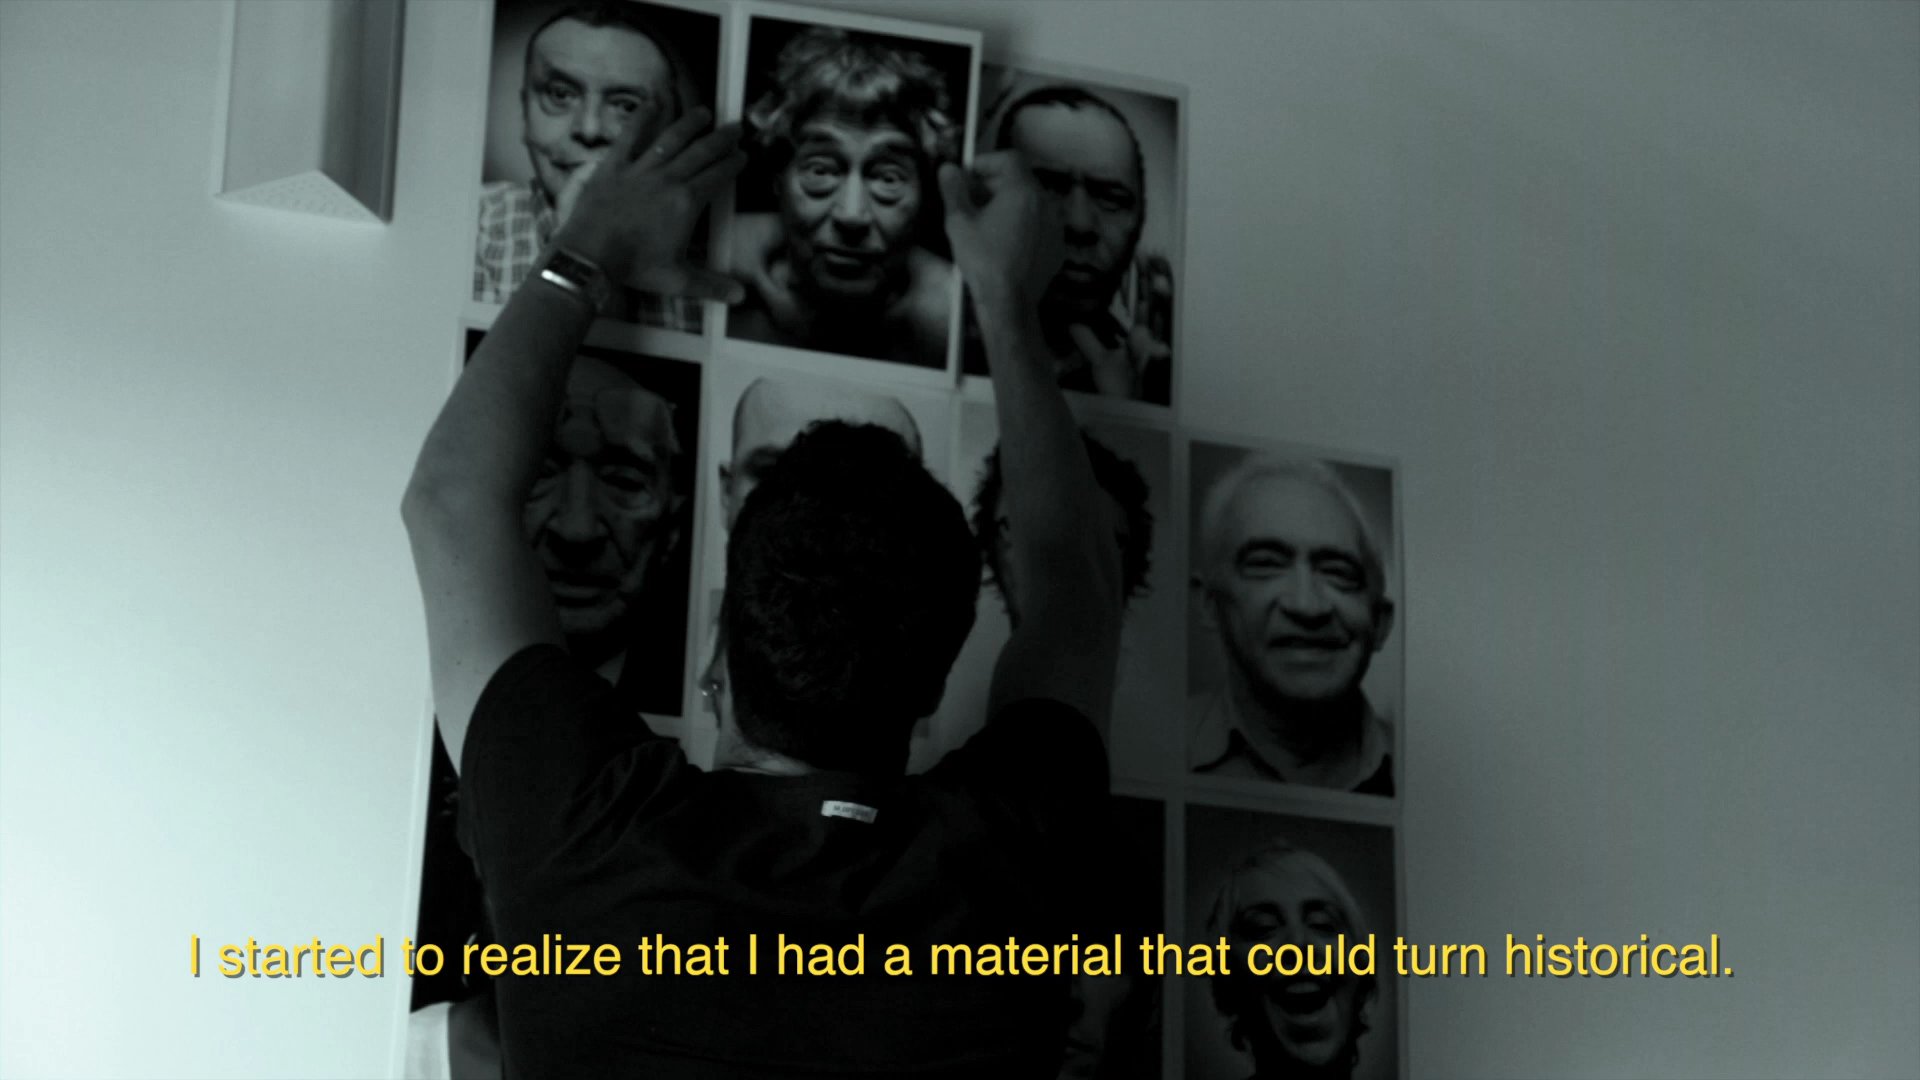 I started to realize that I had a material that could turn historical.